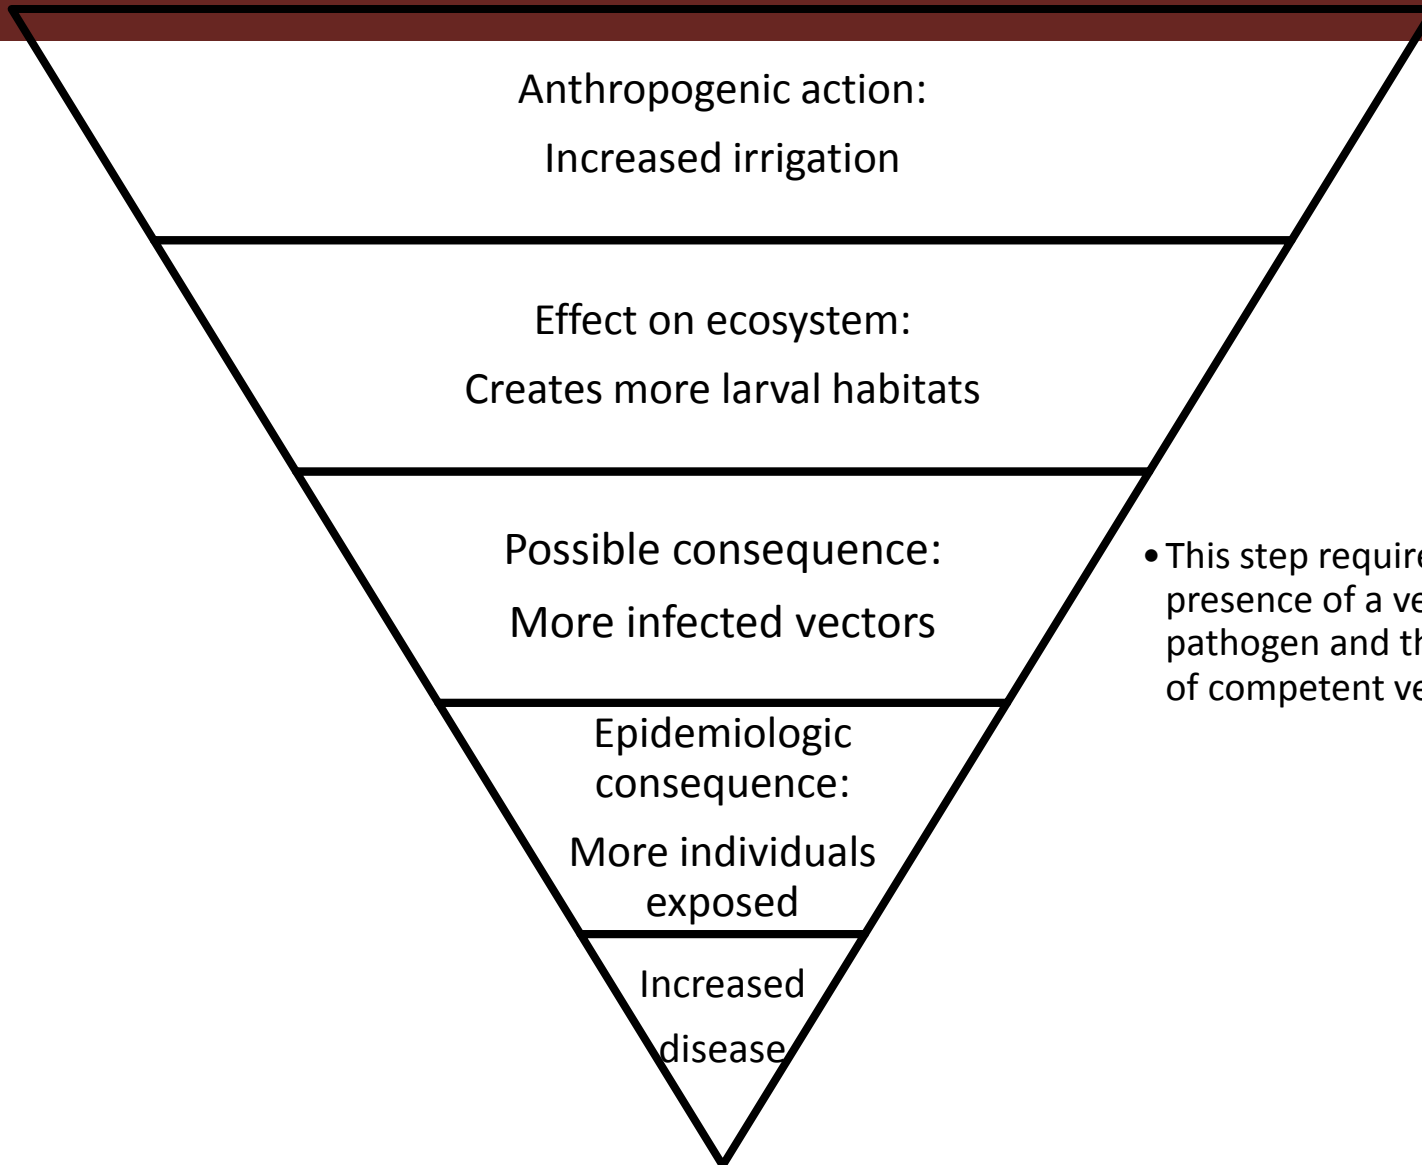 Anthropogenic action:
Increased irrigation
Effect on ecosystem:
Creates more larval habitats
Possible consequence:
More infected vectors
• This step require
presence of a ve
pathogen and th
of competent ve
Epidemiologic
consequence:
More individuals
exposed
Increased
disease